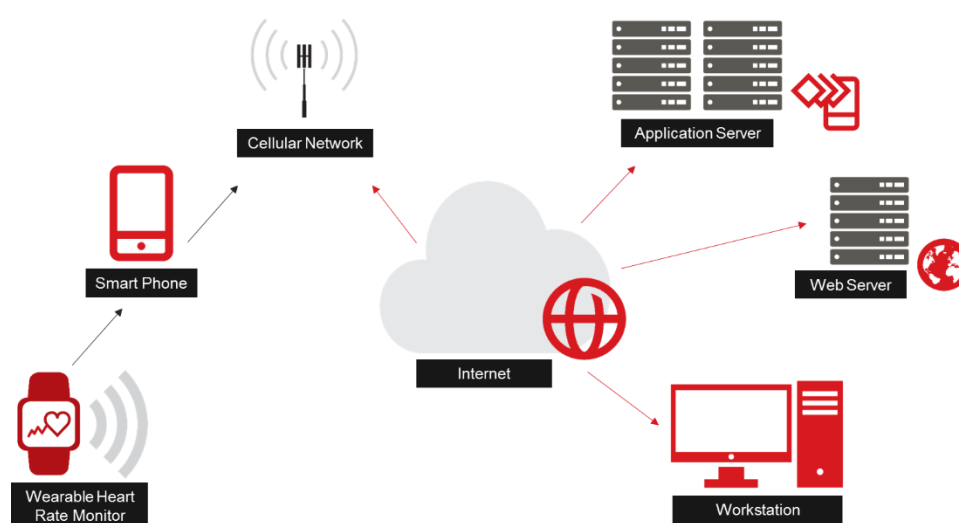 Cellular Network
Application Server
Smart Phone
Web Server
Internet
Wearable Heart
Rate Monitor
Workstation